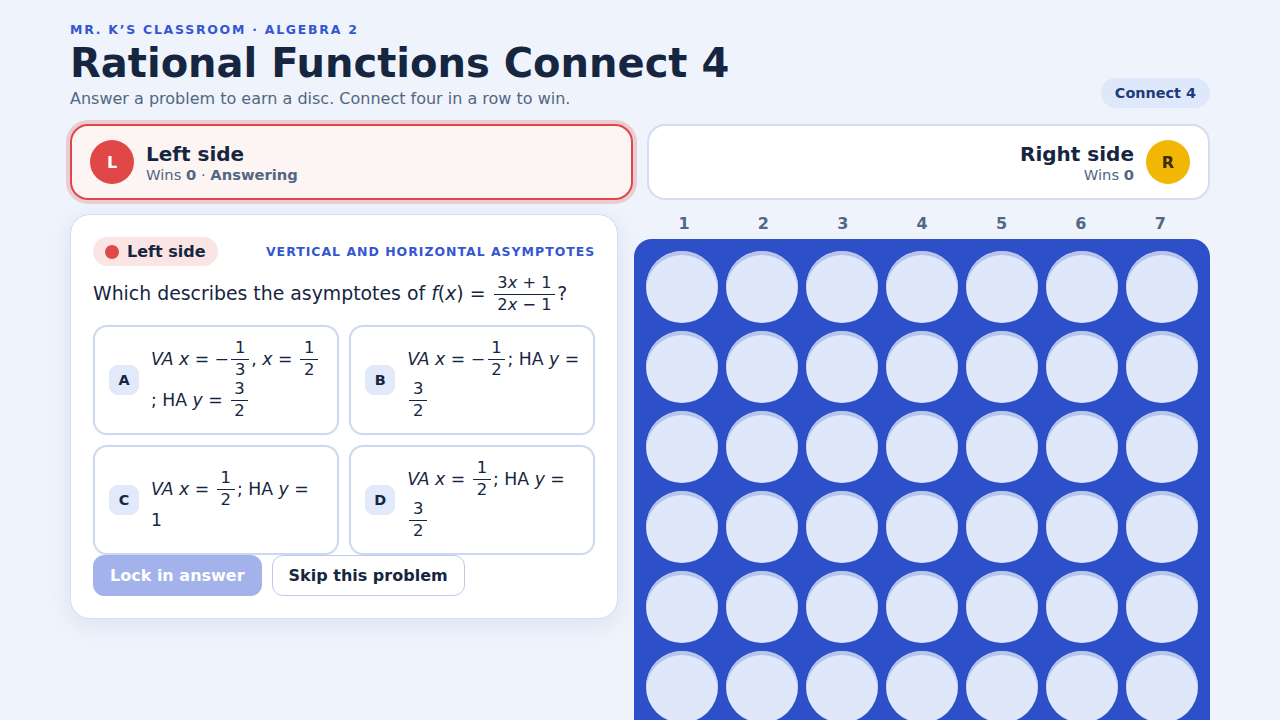 MR. K’S CLASSROOM · ALGEBRA 2
Rational Functions Connect 4
Answer a problem to earn a disc. Connect four in a row to win.
Connect 4
L
Left side
Wins 0 · Answering
Right side
Wins 0
R
Left side
VERTICAL AND HORIZONTAL ASYMPTOTES
Which describes the asymptotes of f(x) = (3x + 1)/(2x − 1)?
A
VA x = −1/3, x = 1/2
; HA y = 3/2
B
VA x = −1/2; HA y =
3/2
C
VA x = 1/2; HA y =
1
D
VA x = 1/2; HA y =
3/2
Lock in answer
Skip this problem
1 2 3 4 5 6 7